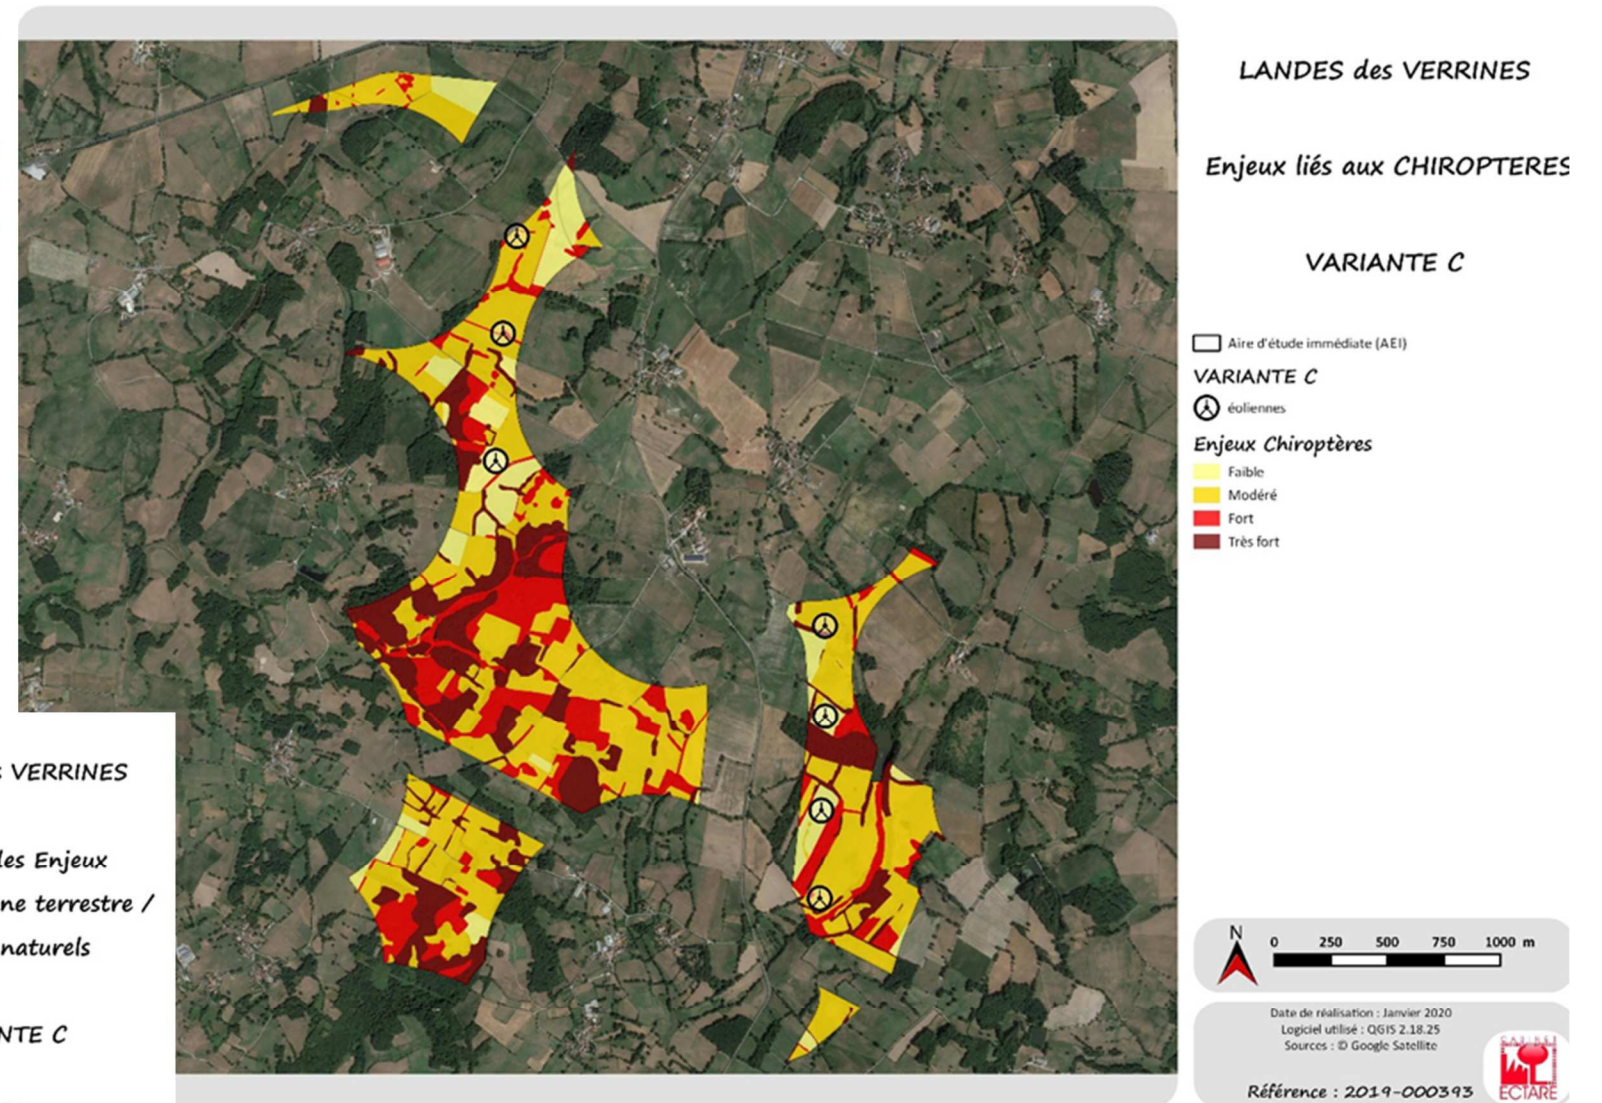 LANDES des VERRINES
Enjeux liés aux CHIROPTERES
VARIANTE C
Aire d'étude immédiate (AEI)
VARIANTE C
éoliennes
Enjeux Chiroptères
Faible
Modéré
Fort
Très fort
VERRINES
les Enjeux
ne terrestre /
naturels
NTE C
N
0 250 500 750 1000 m
Date de réalisation : Janvier 2020
Logiciel utilisé : QGIS 2.18.25
Sources : © Google Satellite
Référence : 2019-000393
ECTARE